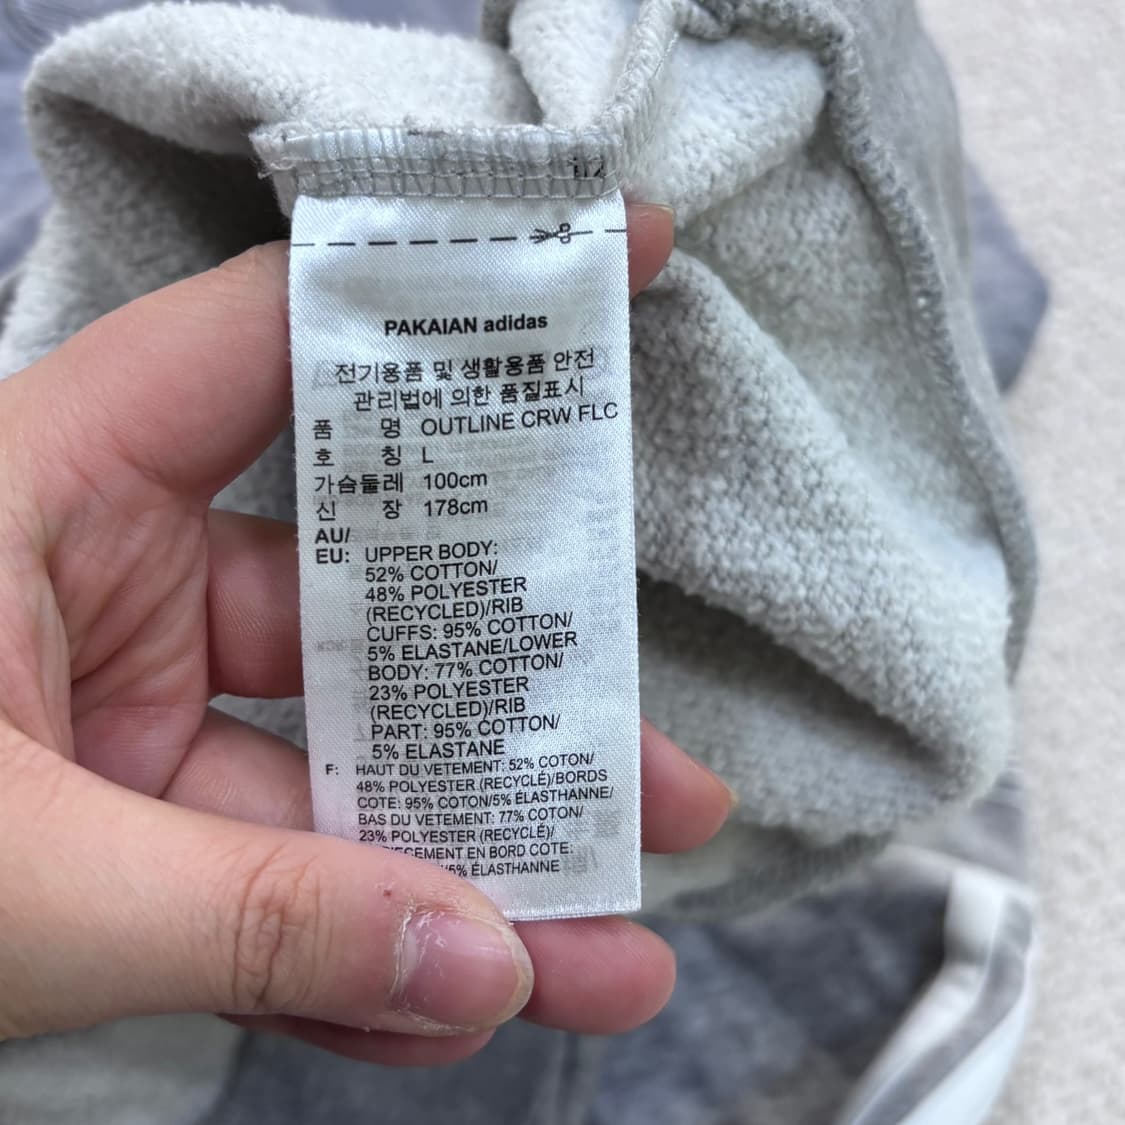 PAKAIAN adidas
전기용품 및 생활용품 안전
관리법에 의한 품질표시
품 명 OUTLINE CRW FLC
호 칭 L
가슴둘레 100cm
신 장 178cm
AU/
EU: UPPER BODY:
52% COTTON/
48% POLYESTER
(RECYCLED)/RIB
CUFFS: 95% COTTON/
5% ELASTANE/LOWER
BODY: 77% COTTON/
23% POLYESTER
(RECYCLED)/RIB
PART: 95% COTTON/
5% ELASTANE
F: HAUT DU VETEMENT: 52% COTON/
48% POLYESTER (RECYCLÉ)/BORDS
COTE: 95% COTON/5% ÉLASTHANNE/
BAS DU VETEMENT: 77% COTON/
23% POLYESTER (RECYCLÉ)/
EN BORD COTE:
/5% ÉLASTHANNE